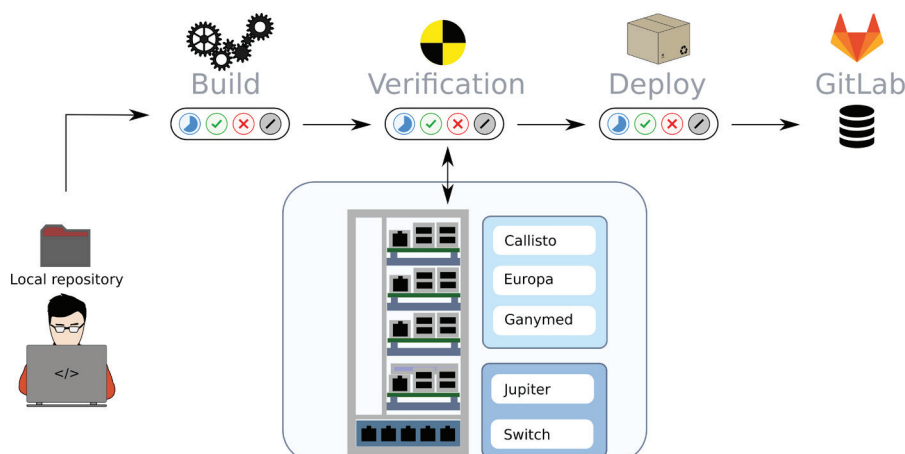 Build
Verification
Deploy
GitLab
Local repository
</>
Callisto
Europa
Ganymed
Jupiter
Switch